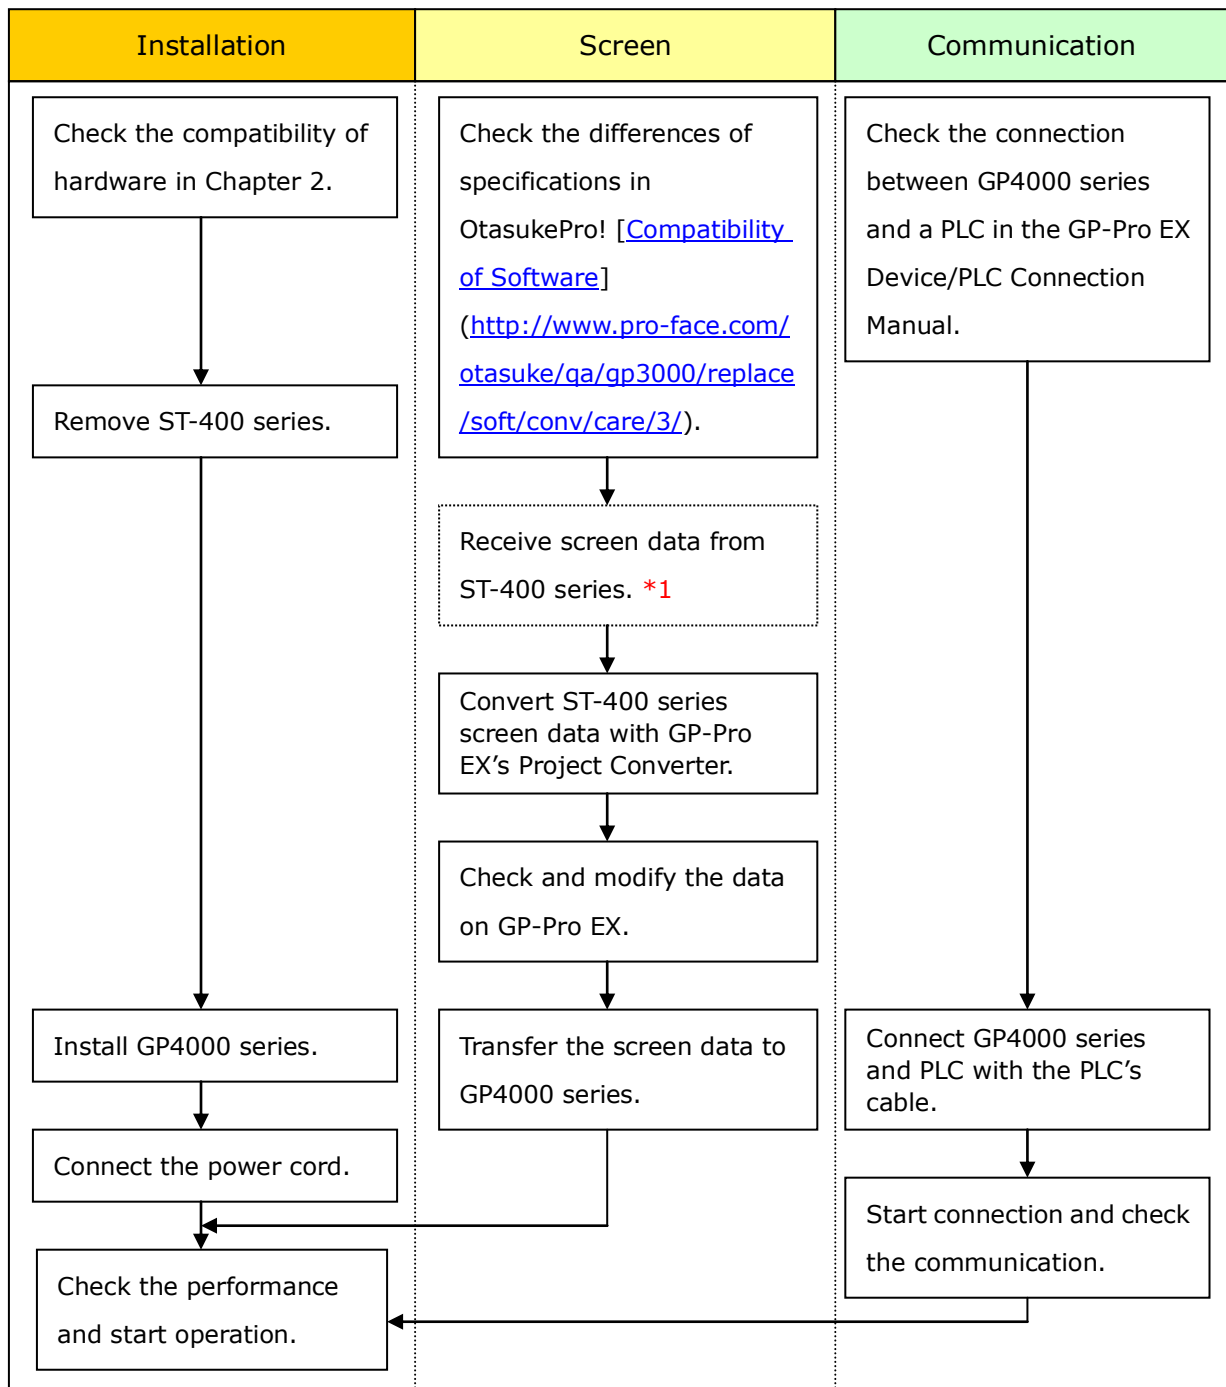 Installation
Screen
Communication
Check the compatibility of
hardware in Chapter 2.
Remove ST-400 series.
Install GP4000 series.
Connect the power cord.
Check the performance
and start operation.
Check the differences of
specifications in
OtasukePro! [Compatibility
of Software]
(http://www.pro-face.com/
otasuke/qa/gp3000/replace
/soft/conv/care/3/).
Receive screen data from
ST-400 series. *1
Convert ST-400 series
screen data with GP-Pro
EX’s Project Converter.
Check and modify the data
on GP-Pro EX.
Transfer the screen data to
GP4000 series.
Check the connection
between GP4000 series
and a PLC in the GP-Pro EX
Device/PLC Connection
Manual.
Connect GP4000 series
and PLC with the PLC’s
cable.
Start connection and check
the communication.